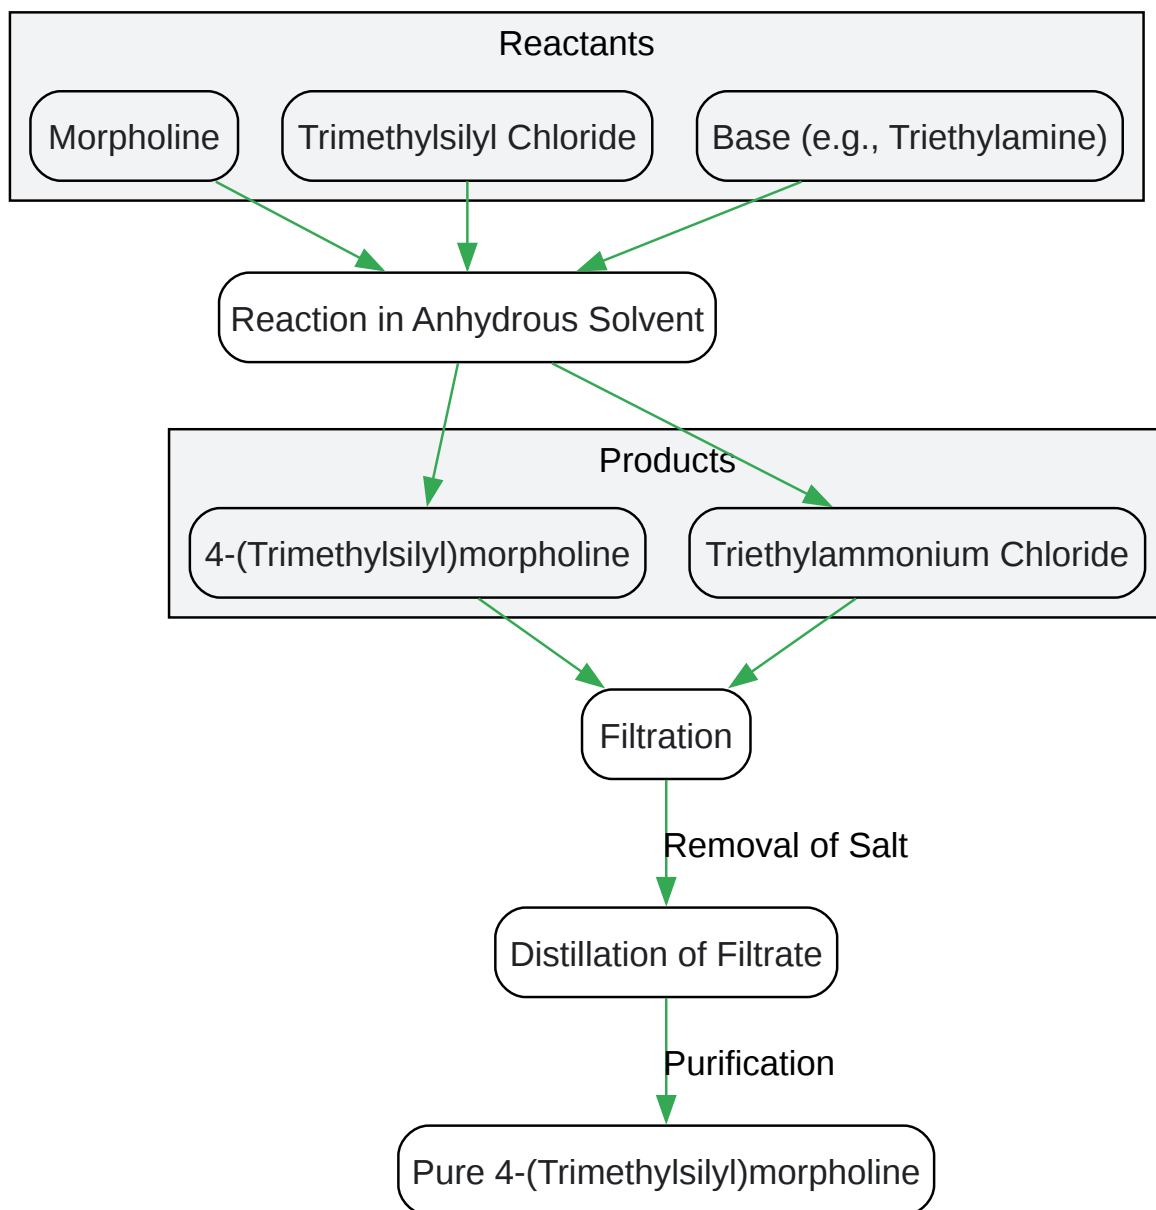 Reactants
Morpholine
Trimethylsilyl Chloride
Base (e.g., Triethylamine)
Reaction in Anhydrous Solvent
Products
4-(Trimethylsilyl)morpholine
Triethylammonium Chloride
Filtration
Removal of Salt
Distillation of Filtrate
Purification
Pure 4-(Trimethylsilyl)morpholine